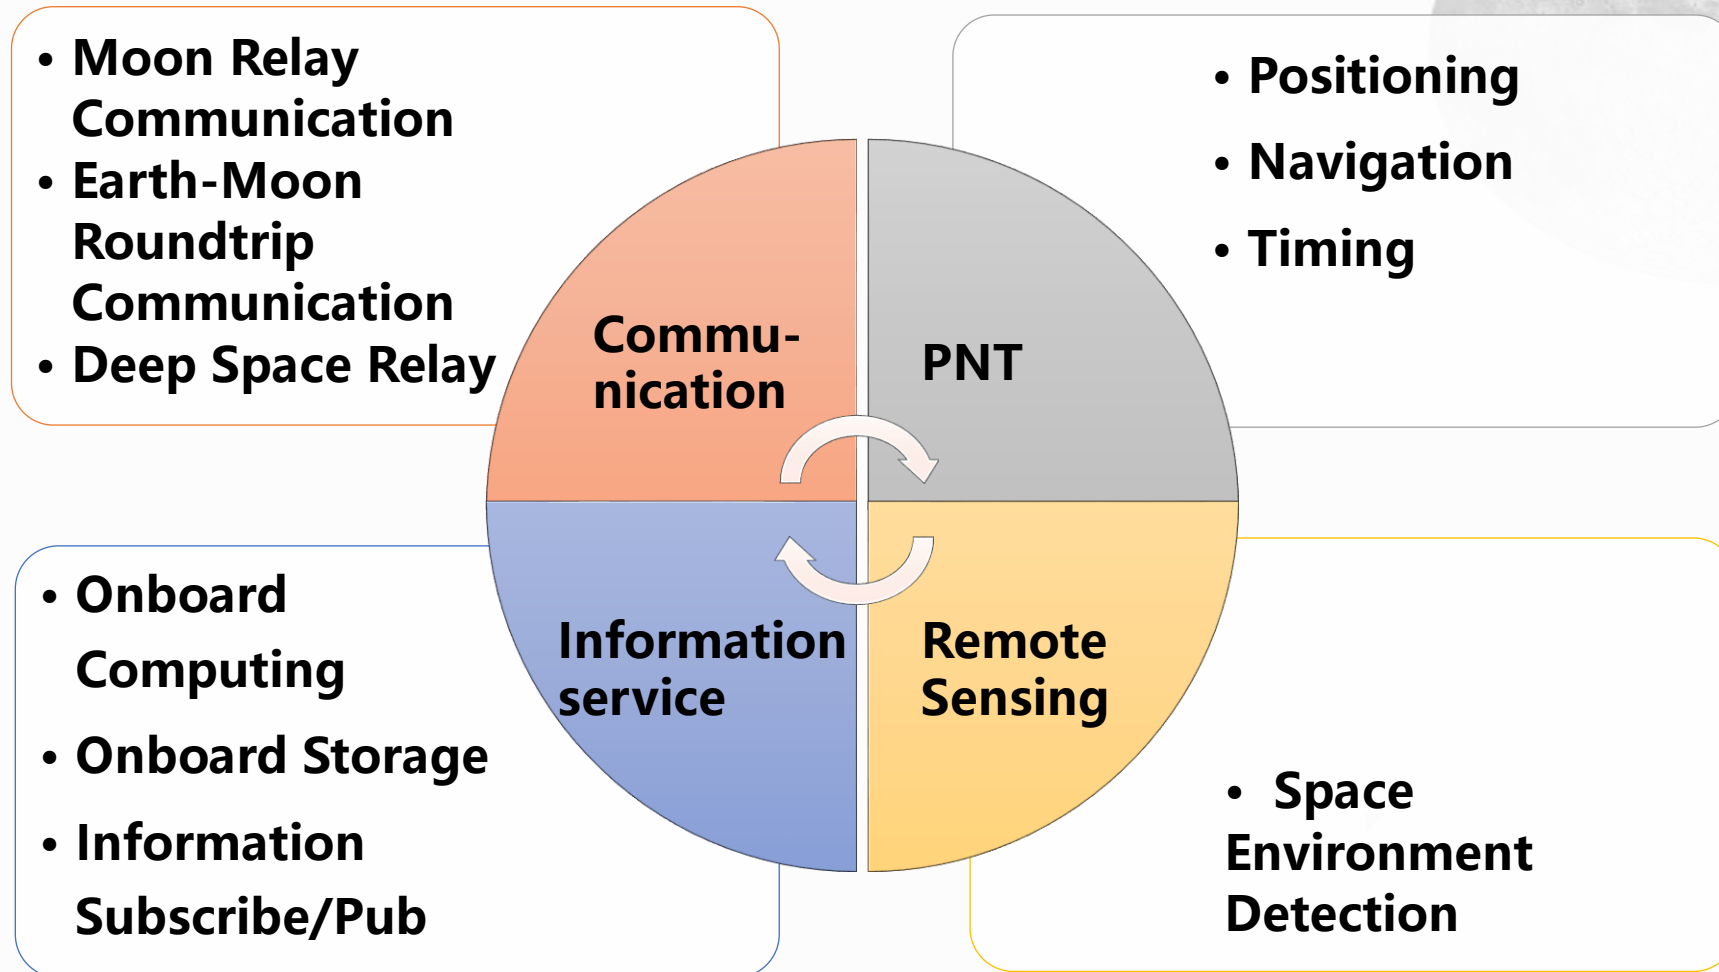 • Moon Relay
Communication
• Earth-Moon
Roundtrip
Communication
• Deep Space Relay
• Positioning
• Navigation
• Timing
Commu-
nication
PNT
Information
service
Remote
Sensing
• Onboard
Computing
• Onboard Storage
• Information
Subscribe/Pub
• Space
Environment
Detection